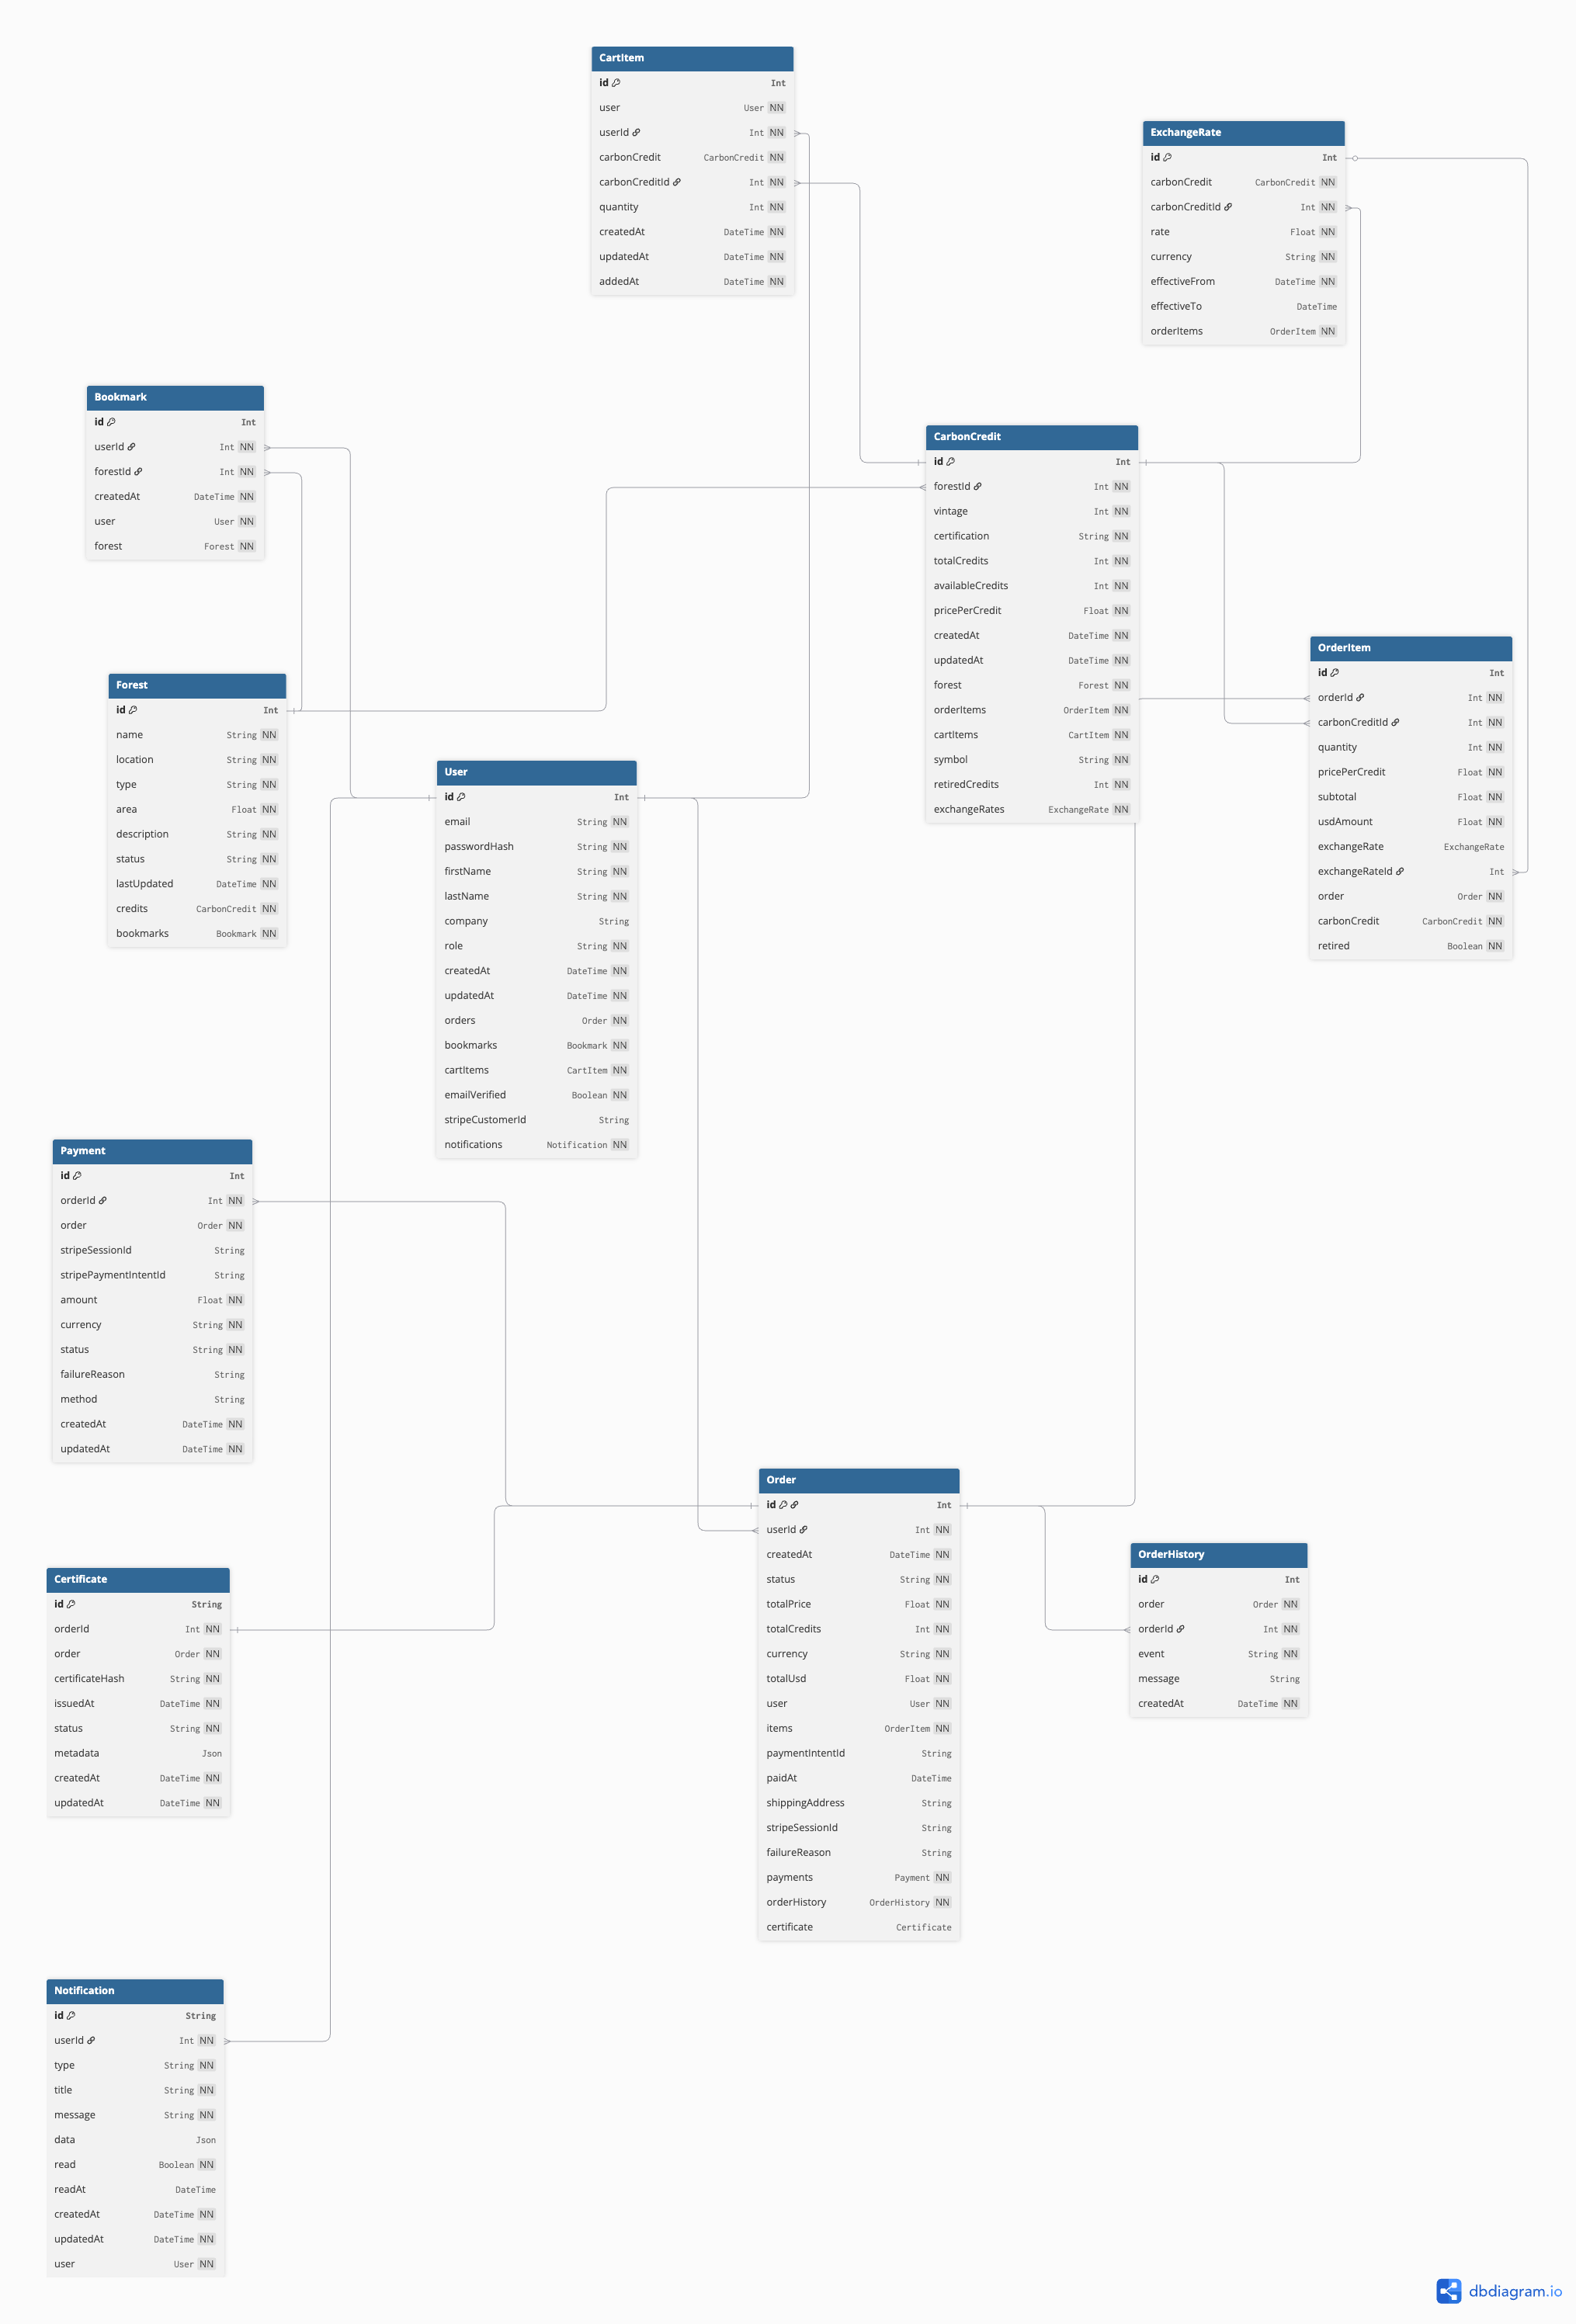 CartItem
id Int
user User NN
userId Int NN
carbonCredit CarbonCredit NN
carbonCreditId Int NN
quantity Int NN
createdAt DateTime NN
updatedAt DateTime NN
addedAt DateTime NN
ExchangeRate
id Int
carbonCredit CarbonCredit NN
carbonCreditId Int NN
rate Float NN
currency String NN
effectiveFrom DateTime NN
effectiveTo DateTime
orderItems OrderItem NN
Bookmark
id Int
userId Int NN
forestId Int NN
createdAt DateTime NN
user User NN
forest Forest NN
CarbonCredit
id Int
forestId Int NN
vintage Int NN
certification String NN
totalCredits Int NN
availableCredits Int NN
pricePerCredit Float NN
createdAt DateTime NN
updatedAt DateTime NN
forest Forest NN
orderItems OrderItem NN
cartItems CartItem NN
symbol String NN
retiredCredits Int NN
exchangeRates ExchangeRate NN
OrderItem
id Int
orderId Int NN
carbonCreditId Int NN
quantity Int NN
pricePerCredit Float NN
subtotal Float NN
usdAmount Float NN
exchangeRate ExchangeRate
exchangeRateId Int
order Order NN
carbonCredit CarbonCredit NN
retired Boolean NN
Forest
id Int
name String NN
location String NN
type String NN
area Float NN
description String NN
status String NN
lastUpdated DateTime NN
credits CarbonCredit NN
bookmarks Bookmark NN
User
id Int
email String NN
passwordHash String NN
firstName String NN
lastName String NN
company String
role String NN
createdAt DateTime NN
updatedAt DateTime NN
orders Order NN
bookmarks Bookmark NN
cartItems CartItem NN
emailVerified Boolean NN
stripeCustomerId String
notifications Notification NN
Payment
id Int
orderId Int NN
order Order NN
stripeSessionId String
stripePaymentIntentId String
amount Float NN
currency String NN
status String NN
failureReason String
method String
createdAt DateTime NN
updatedAt DateTime NN
Order
id Int
userId Int NN
createdAt DateTime NN
status String NN
totalPrice Float NN
totalCredits Int NN
currency String NN
totalUsd Float NN
user User NN
items OrderItem NN
paymentIntentId String
paidAt DateTime
shippingAddress String
stripeSessionId String
failureReason String
payments Payment NN
orderHistory OrderHistory NN
certificate Certificate
OrderHistory
id Int
order Order NN
orderId Int NN
event String NN
message String
createdAt DateTime NN
Certificate
id String
orderId Int NN
order Order NN
certificateHash String NN
issuedAt DateTime NN
status String NN
metadata Json
createdAt DateTime NN
updatedAt DateTime NN
Notification
id String
userId Int NN
type String NN
title String NN
message String NN
data Json
read Boolean NN
readAt DateTime
createdAt DateTime NN
updatedAt DateTime NN
user User NN
dbdiagram.io